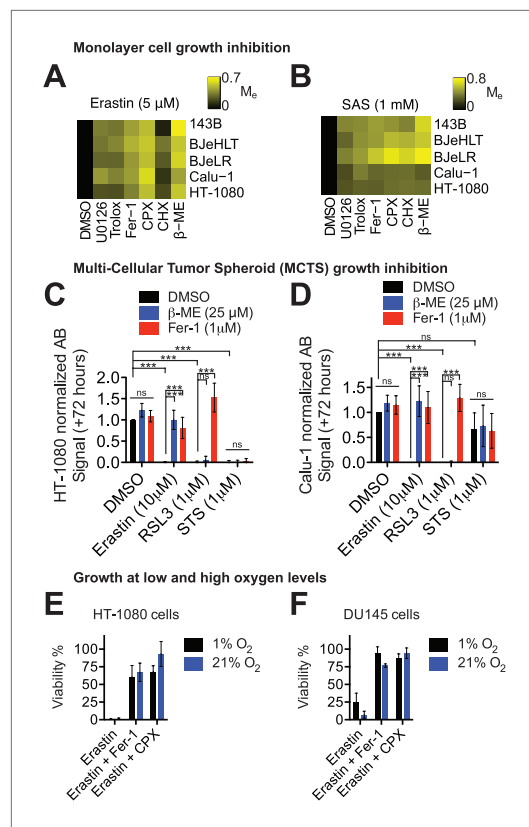 Monolayer cell growth inhibition
A
Erastin (5 µM)
0.7
0
Me
143B
BJeHLT
BJeLR
Calu−1
HT-1080
DMSO
U0126
Trolox
Fer−1
CPX
CHX
β-ME
B
SAS (1 mM)
0.8
0
Me
143B
BJeHLT
BJeLR
Calu−1
HT-1080
DMSO
U0126
Trolox
Fer−1
CPX
CHX
β-ME
Multi-Cellular Tumor Spheroid (MCTS) growth inhibition
C
DMSO
β-ME (25 µM)
Fer-1 (1µM)
HT-1080 normalized AB
Signal (+72 hours)
2.0
1.5
1.0
0.5
0.0
***
***
***
ns
***
***
***
ns
ns
DMSO
Erastin (10µM)
RSL3 (1µM)
STS (1µM)
D
DMSO
β-ME (25 µM)
Fer-1 (1µM)
Calu-1 normalized AB
Signal (+72 hours)
1.5
1.0
0.5
0.0
ns
***
***
ns
***
***
***
ns
ns
DMSO
Erastin (10µM)
RSL3 (1µM)
STS (1µM)
Growth at low and high oxygen levels
E
HT-1080 cells
1% O2
21% O2
Viability %
100
75
50
25
0
Erastin
Erastin + Fer-1
Erastin + CPX
F
DU145 cells
1% O2
21% O2
Viability %
100
75
50
25
0
Erastin
Erastin + Fer-1
Erastin + CPX